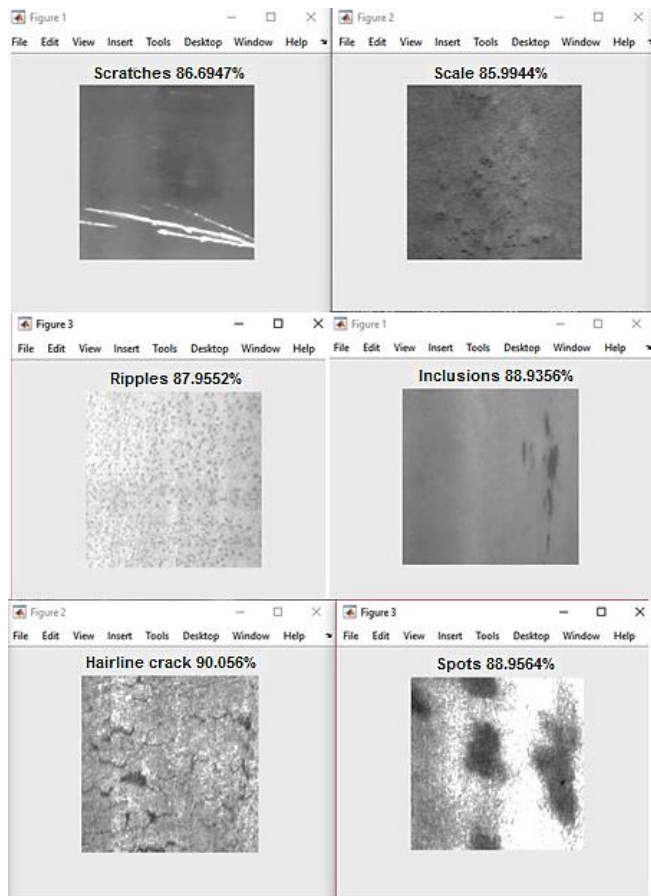 Figure 1
File Edit View Insert Tools Desktop Window Help
Scratches 86.6947%
Figure 2
File Edit View Insert Tools Desktop Window Help
Scale 85.9944%
Figure 3
File Edit View Insert Tools Desktop Window Help
Ripples 87.9552%
Figure 1
File Edit View Insert Tools Desktop Window Help
Inclusions 88.9356%
Figure 2
File Edit View Insert Tools Desktop Window Help
Hairline crack 90.056%
Figure 3
File Edit View Insert Tools Desktop Window Help
Spots 88.9564%